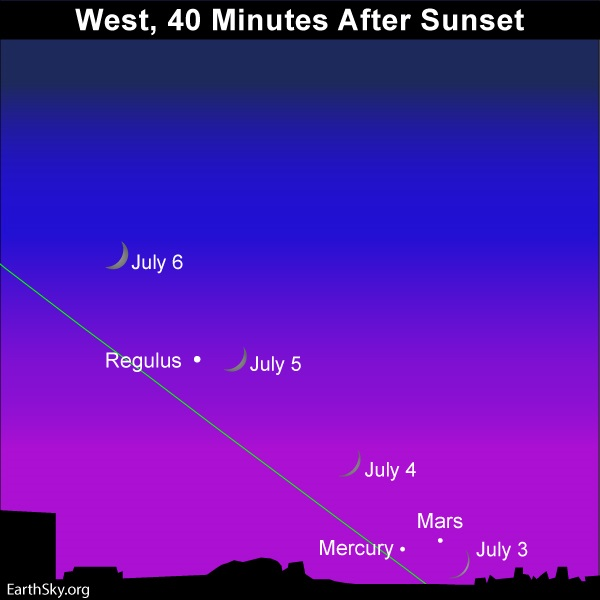 West, 40 Minutes After Sunset
July 6
Regulus
July 5
July 4
Mars
Mercury
July 3
EarthSky.org